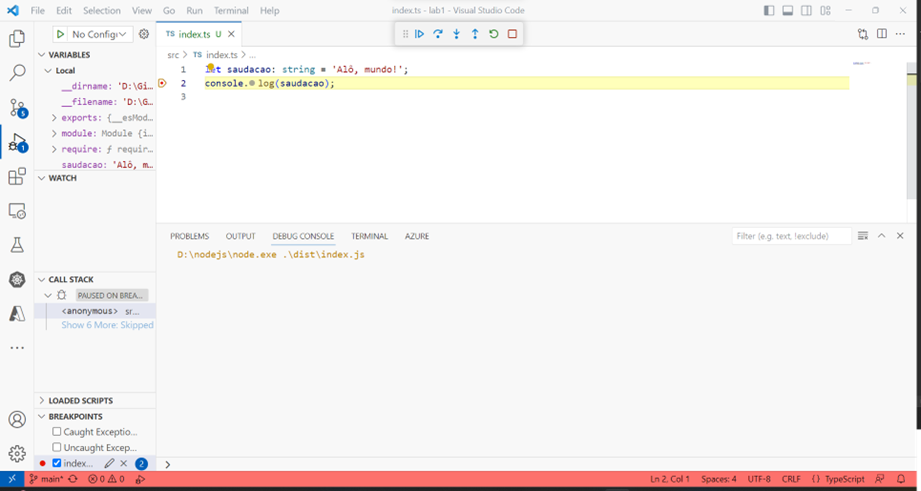 File Edit Selection View Go Run Terminal Help
index.ts - lab1 - Visual Studio Code
No Config
TS index.ts U
src > TS index.ts > ...
VARIABLES
Local
__dirname: 'D:\Gi...
__filename: 'D:\G...
exports: {__esMod...
module: Module {i...
require: ƒ requir...
saudacao: 'Alô, m...
WATCH
CALL STACK
PAUSED ON BREA...
<anonymous> sr...
Show 6 More: Skipped
LOADED SCRIPTS
BREAKPOINTS
Caught Exceptio...
Uncaught Excep...
index... 2
5
1
1 let saudacao: string = 'Alô, mundo!';
2 console.log(saudacao);
3
PROBLEMS OUTPUT DEBUG CONSOLE TERMINAL AZURE
Filter (e.g. text, !exclude)
D:\nodejs\node.exe .\dist\index.js
>
main* 0 0
Ln 2, Col 1 Spaces: 4 UTF-8 CRLF {} TypeScript